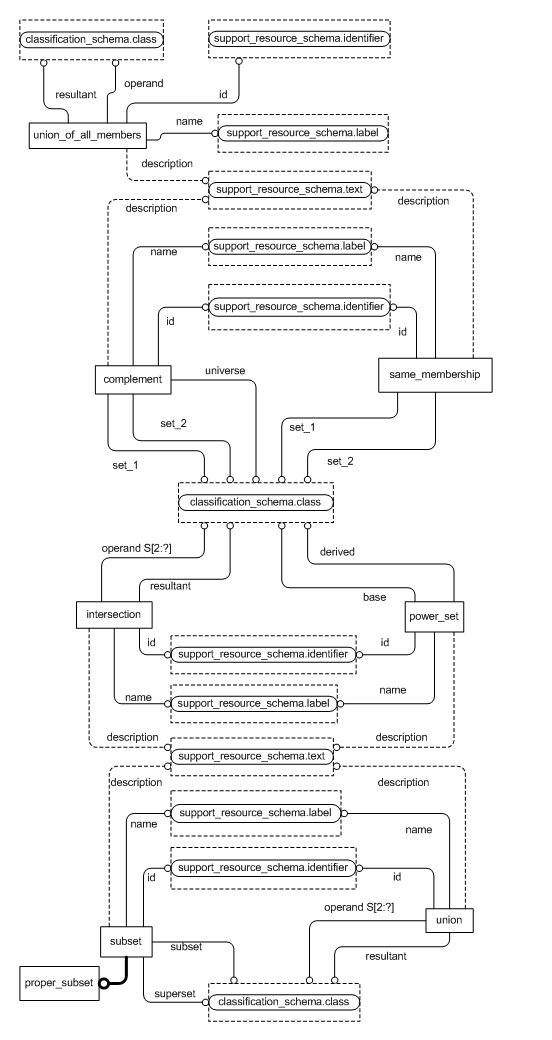 classification_schema.class
support_resource_schema.identifier
resultant
operand
id
name
union_of_all_members
support_resource_schema.label
description
support_resource_schema.text
description
description
support_resource_schema.label
name
name
support_resource_schema.identifier
id
id
complement
universe
same_membership
set_2
set_1
set_1
set_2
classification_schema.class
operand S[2:?]
derived
resultant
base
intersection
power_set
id
id
support_resource_schema.identifier
name
name
support_resource_schema.label
description
description
support_resource_schema.text
description
description
support_resource_schema.label
name
name
support_resource_schema.identifier
id
id
operand S[2:?]
union
subset
subset
resultant
proper_subset
superset
classification_schema.class